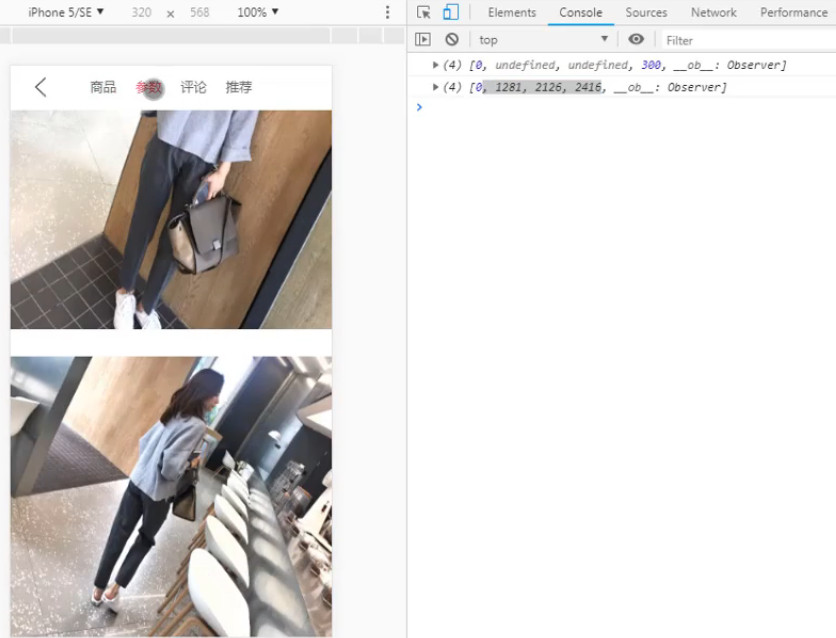 iPhone 5/SE ▼ 320 × 568 100% ▼
Elements Console Sources Network Performance
top ▼ Filter
商品 参数 评论 推荐
▶ (4) [0, undefined, undefined, 300, __ob__: Observer]
▶ (4) [0, 1281, 2126, 2416, __ob__: Observer]